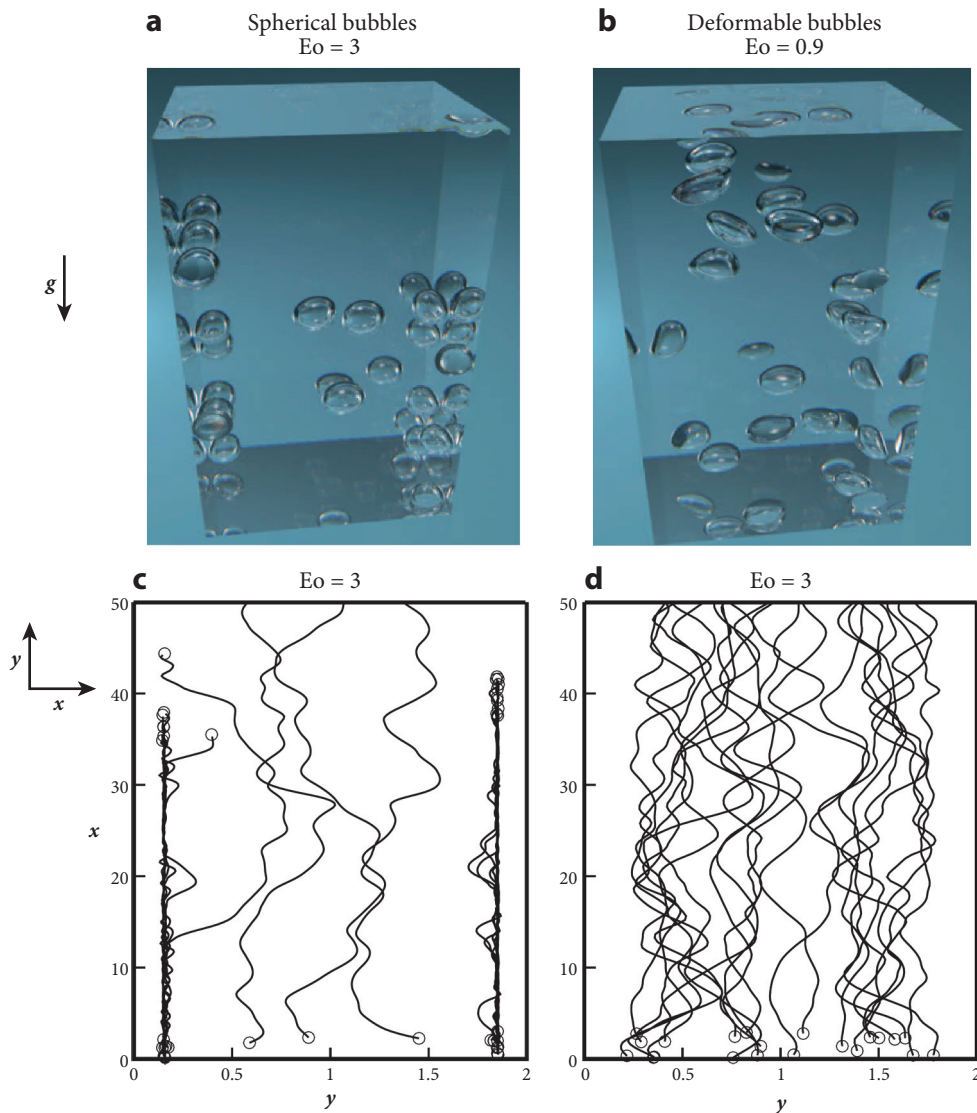 a
Spherical bubbles
Eo = 3
b
Deformable bubbles
Eo = 0.9
g
c
Eo = 3
d
Eo = 3
y
x
50
40
30
20
10
0
x
0
0.5
1
1.5
2
y
50
40
30
20
10
0
0
0.5
1
1.5
2
y